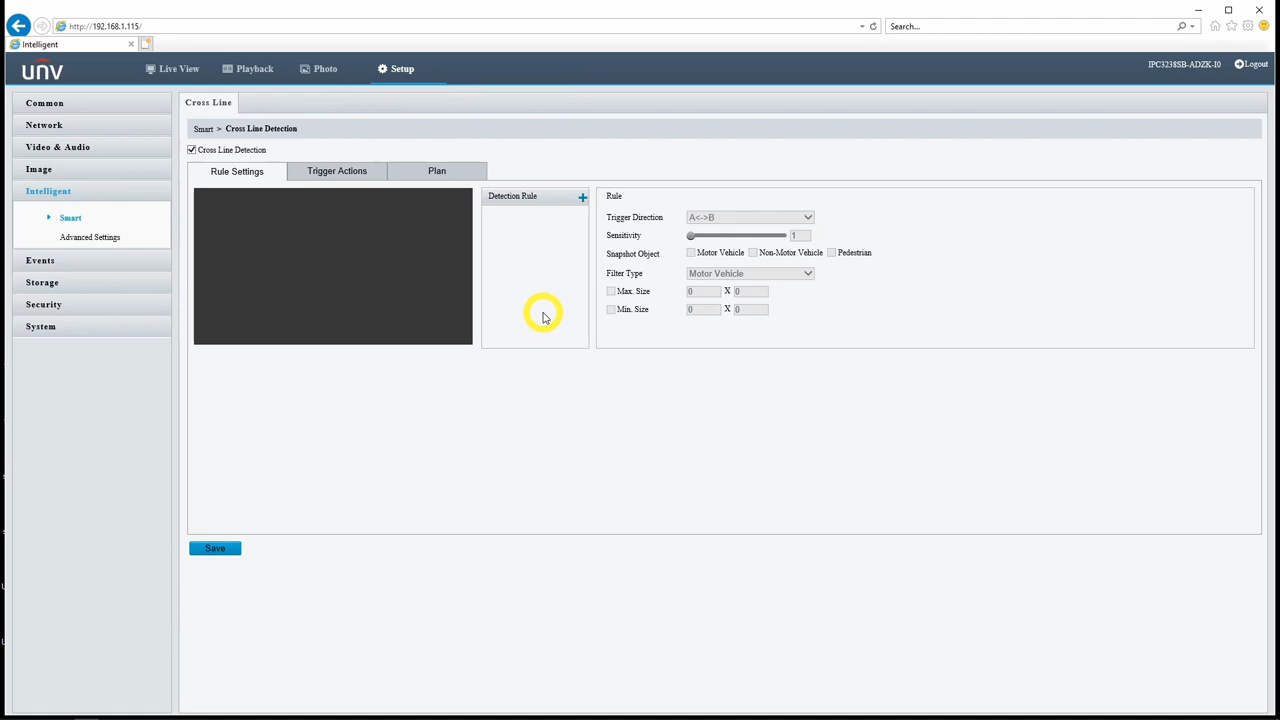 http://192.168.1.115/
Search...
Intelligent
unv
Live View
Playback
Photo
Setup
IPC3238SB-ADZK-I0
Logout
Common
Network
Video & Audio
Image
Intelligent
Smart
Advanced Settings
Events
Storage
Security
System
Cross Line
Smart > Cross Line Detection
Cross Line Detection
Rule Settings
Trigger Actions
Plan
Detection Rule
Rule
Trigger Direction A<->B
Sensitivity 1
Snapshot Object Motor Vehicle Non-Motor Vehicle Pedestrian
Filter Type Motor Vehicle
Max. Size 0 X 0
Min. Size 0 X 0
Save